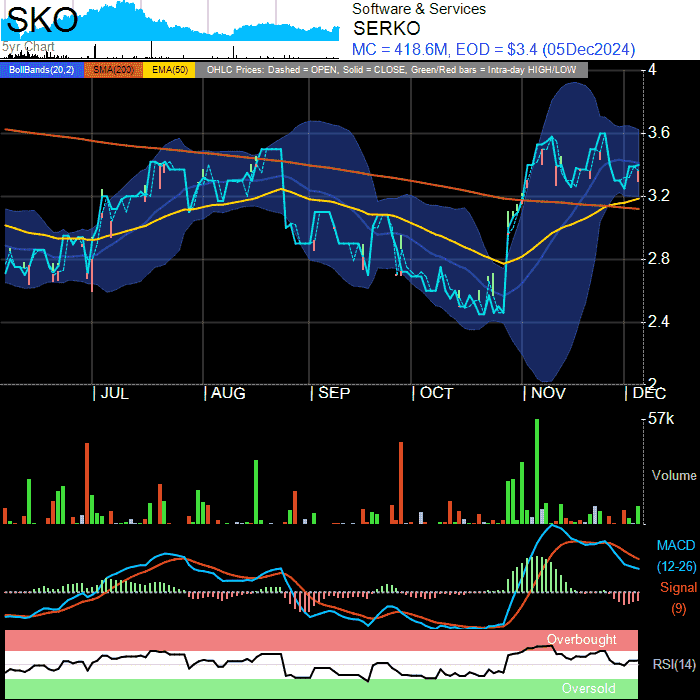 SKO
5yr Chart
Software & Services
SERKO
MC = 418.6M, EOD = $3.4 (05Dec2024)
BollBands(20,2) SMA(200) EMA(50) OHLC Prices: Dashed = OPEN, Solid = CLOSE, Green/Red bars = Intra-day HIGH/LOW
4
3.6
3.2
2.8
2.4
2
| JUL | AUG | SEP | OCT | NOV | DEC
57k
Volume
MACD
(12-26)
Signal
(9)
Overbought
RSI(14)
Oversold